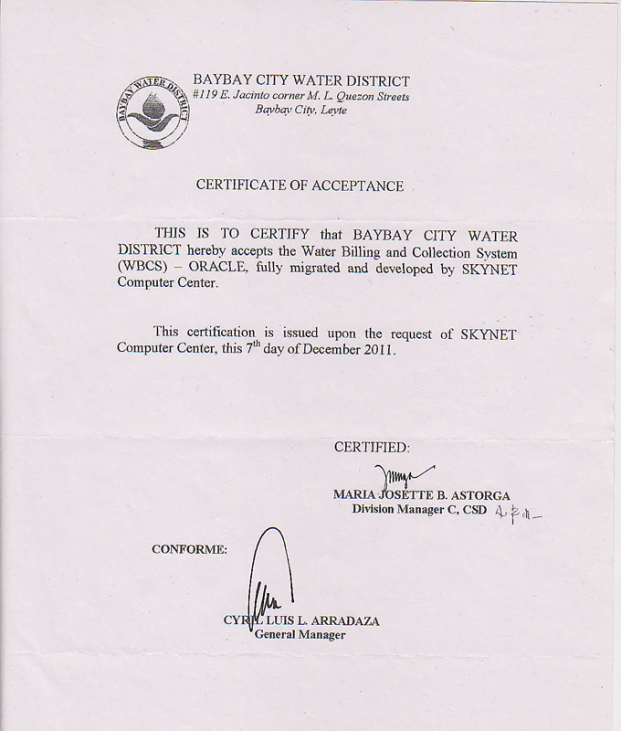 BAYBAY WATER DISTRICT
BAYBAY CITY WATER DISTRICT
#119 E. Jacinto corner M. L. Quezon Streets
Baybay City, Leyte
CERTIFICATE OF ACCEPTANCE
THIS IS TO CERTIFY that BAYBAY CITY WATER
DISTRICT hereby accepts the Water Billing and Collection System
(WBCS) – ORACLE, fully migrated and developed by SKYNET
Computer Center.
This certification is issued upon the request of SKYNET
Computer Center, this 7th day of December 2011.
CERTIFIED:
MARIA JOSETTE B. ASTORGA
Division Manager C, CSD
CONFORME:
CYRIL LUIS L. ARRADAZA
General Manager